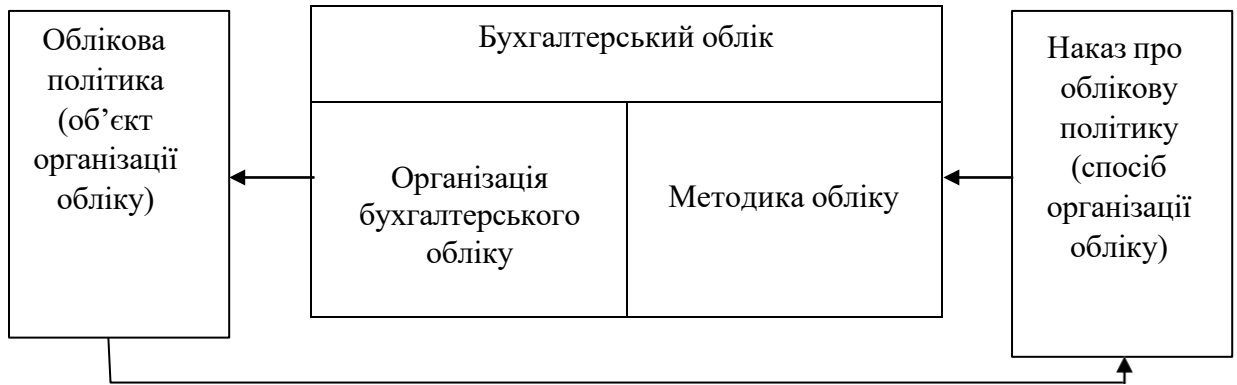 Облікова
політика
(об’єкт
організації
обліку)
Бухгалтерський облік
Організація
бухгалтерського
обліку
Методика обліку
Наказ про
облікову
політику
(спосіб
організації
обліку)